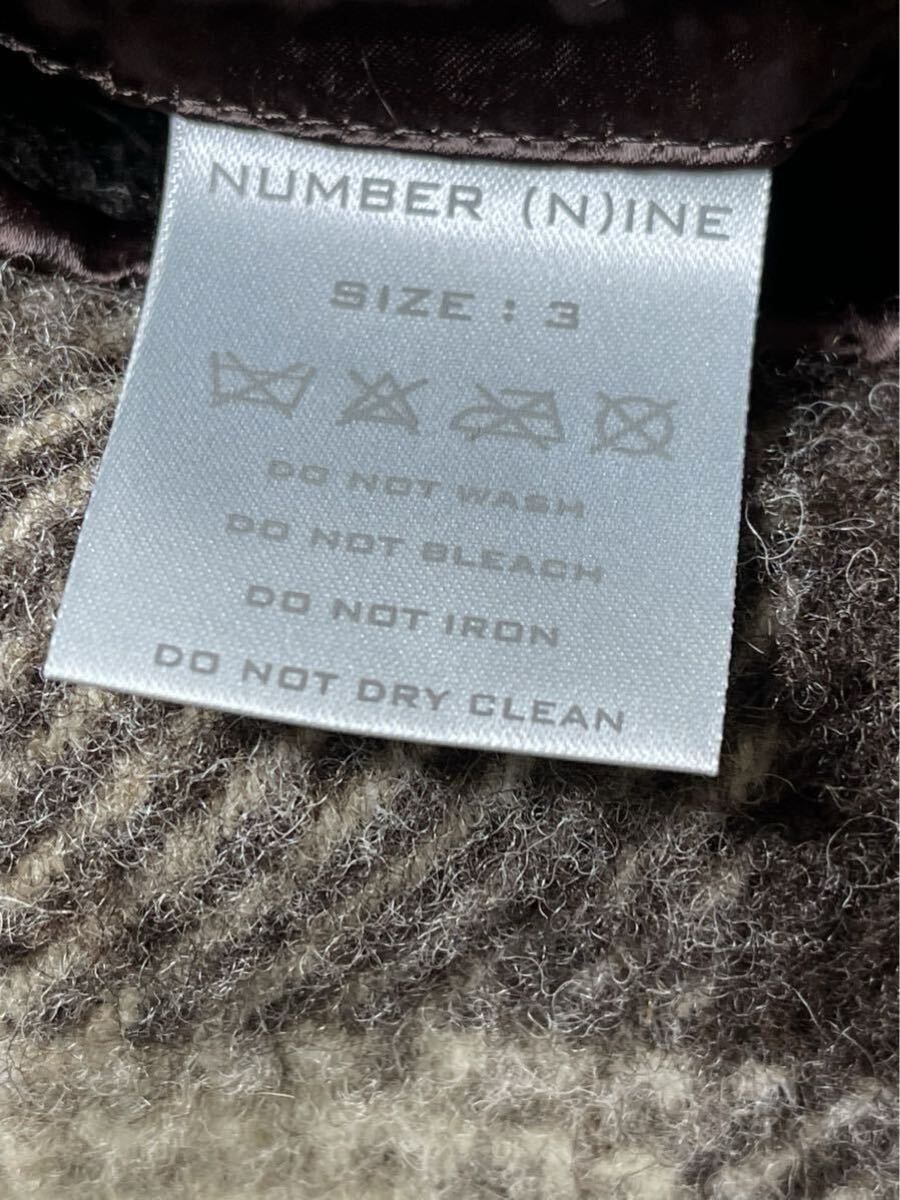 NUMBER (N)INE
SIZE : 3
DO NOT WASH
DO NOT BLEACH
DO NOT IRON
DO NOT DRY CLEAN